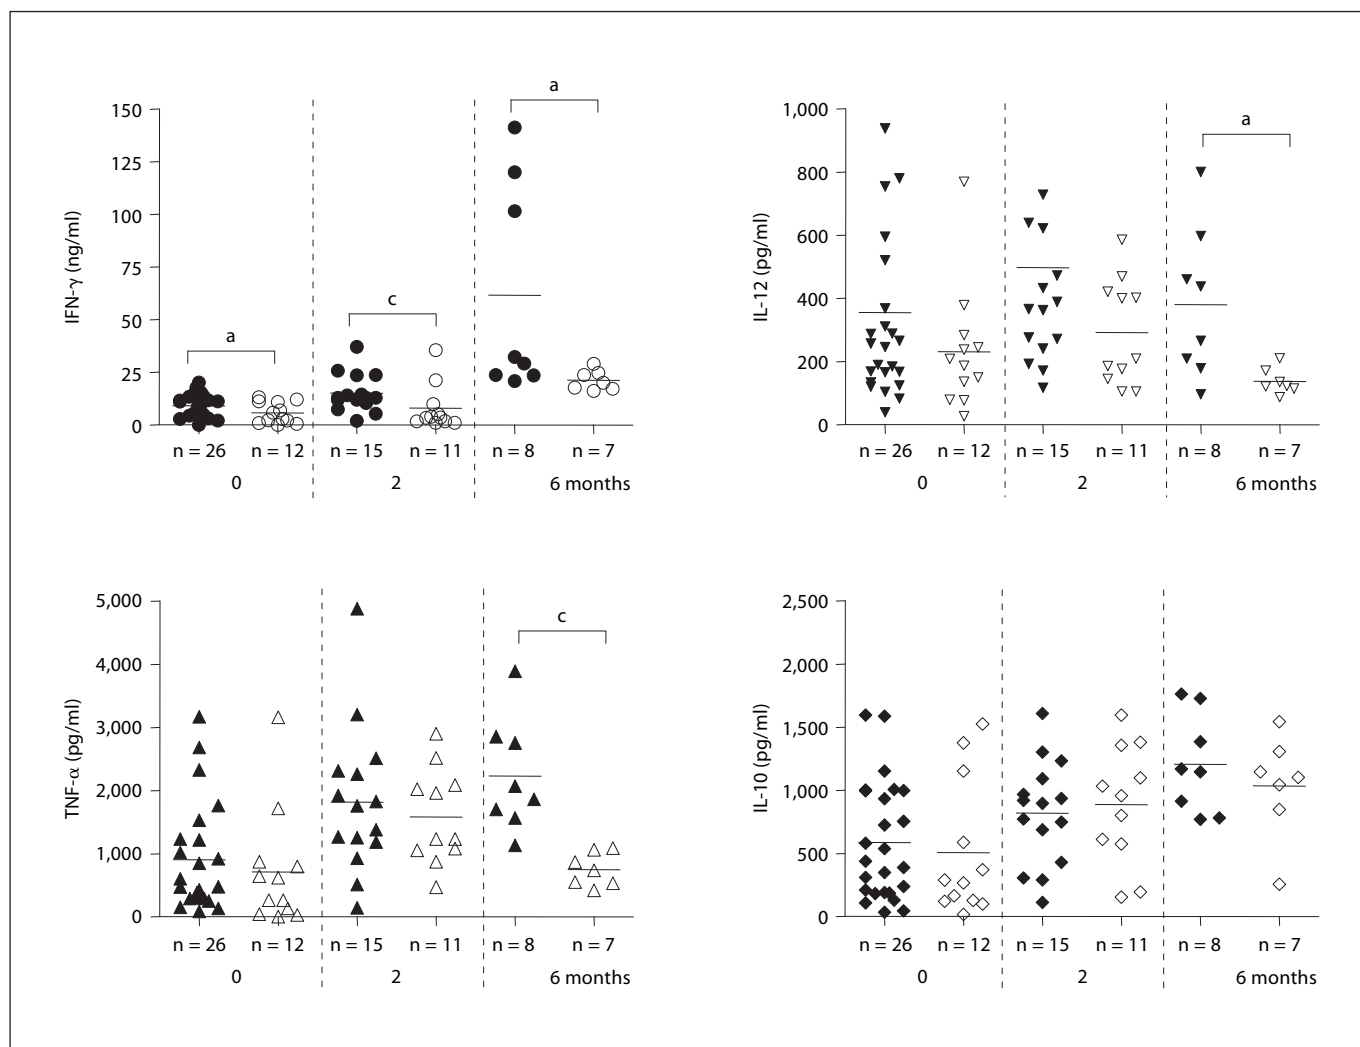 a
150
125
100
75
50
25
0
IFN-γ (ng/ml)
a
c
n = 26 n = 12 n = 15 n = 11 n = 8 n = 7
0 2 6 months
1,000
800
600
400
200
0
IL-12 (pg/ml)
a
n = 26 n = 12 n = 15 n = 11 n = 8 n = 7
0 2 6 months
5,000
4,000
3,000
2,000
1,000
0
TNF-α (pg/ml)
c
n = 26 n = 12 n = 15 n = 11 n = 8 n = 7
0 2 6 months
2,500
2,000
1,500
1,000
500
0
IL-10 (pg/ml)
n = 26 n = 12 n = 15 n = 11 n = 8 n = 7
0 2 6 months